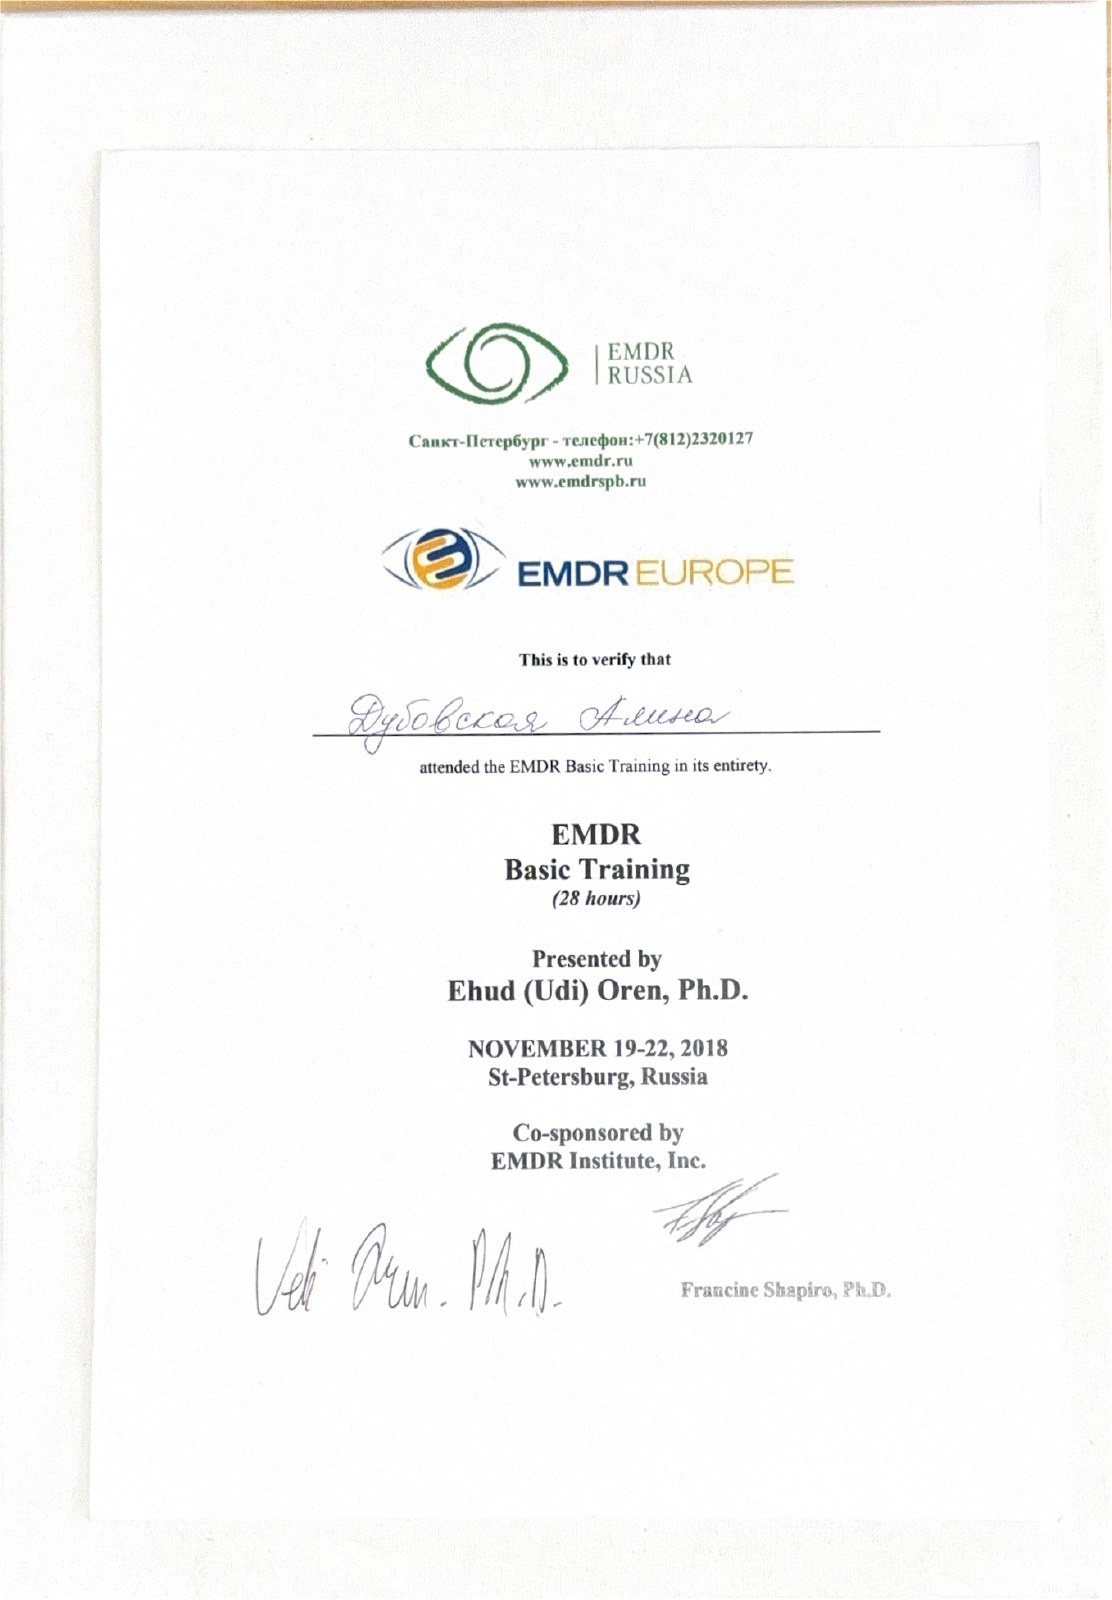 EMDR
RUSSIA
Санкт-Петербург - телефон:+7(812)2320127
www.emdr.ru
www.emdrspb.ru
EMDR EUROPE
This is to verify that
Дубовская Алина
attended the EMDR Basic Training in its entirety.
EMDR
Basic Training
(28 hours)
Presented by
Ehud (Udi) Oren, Ph.D.
NOVEMBER 19-22, 2018
St-Petersburg, Russia
Co-sponsored by
EMDR Institute, Inc.
Udi Oren. Ph.D.
Francine Shapiro, Ph.D.